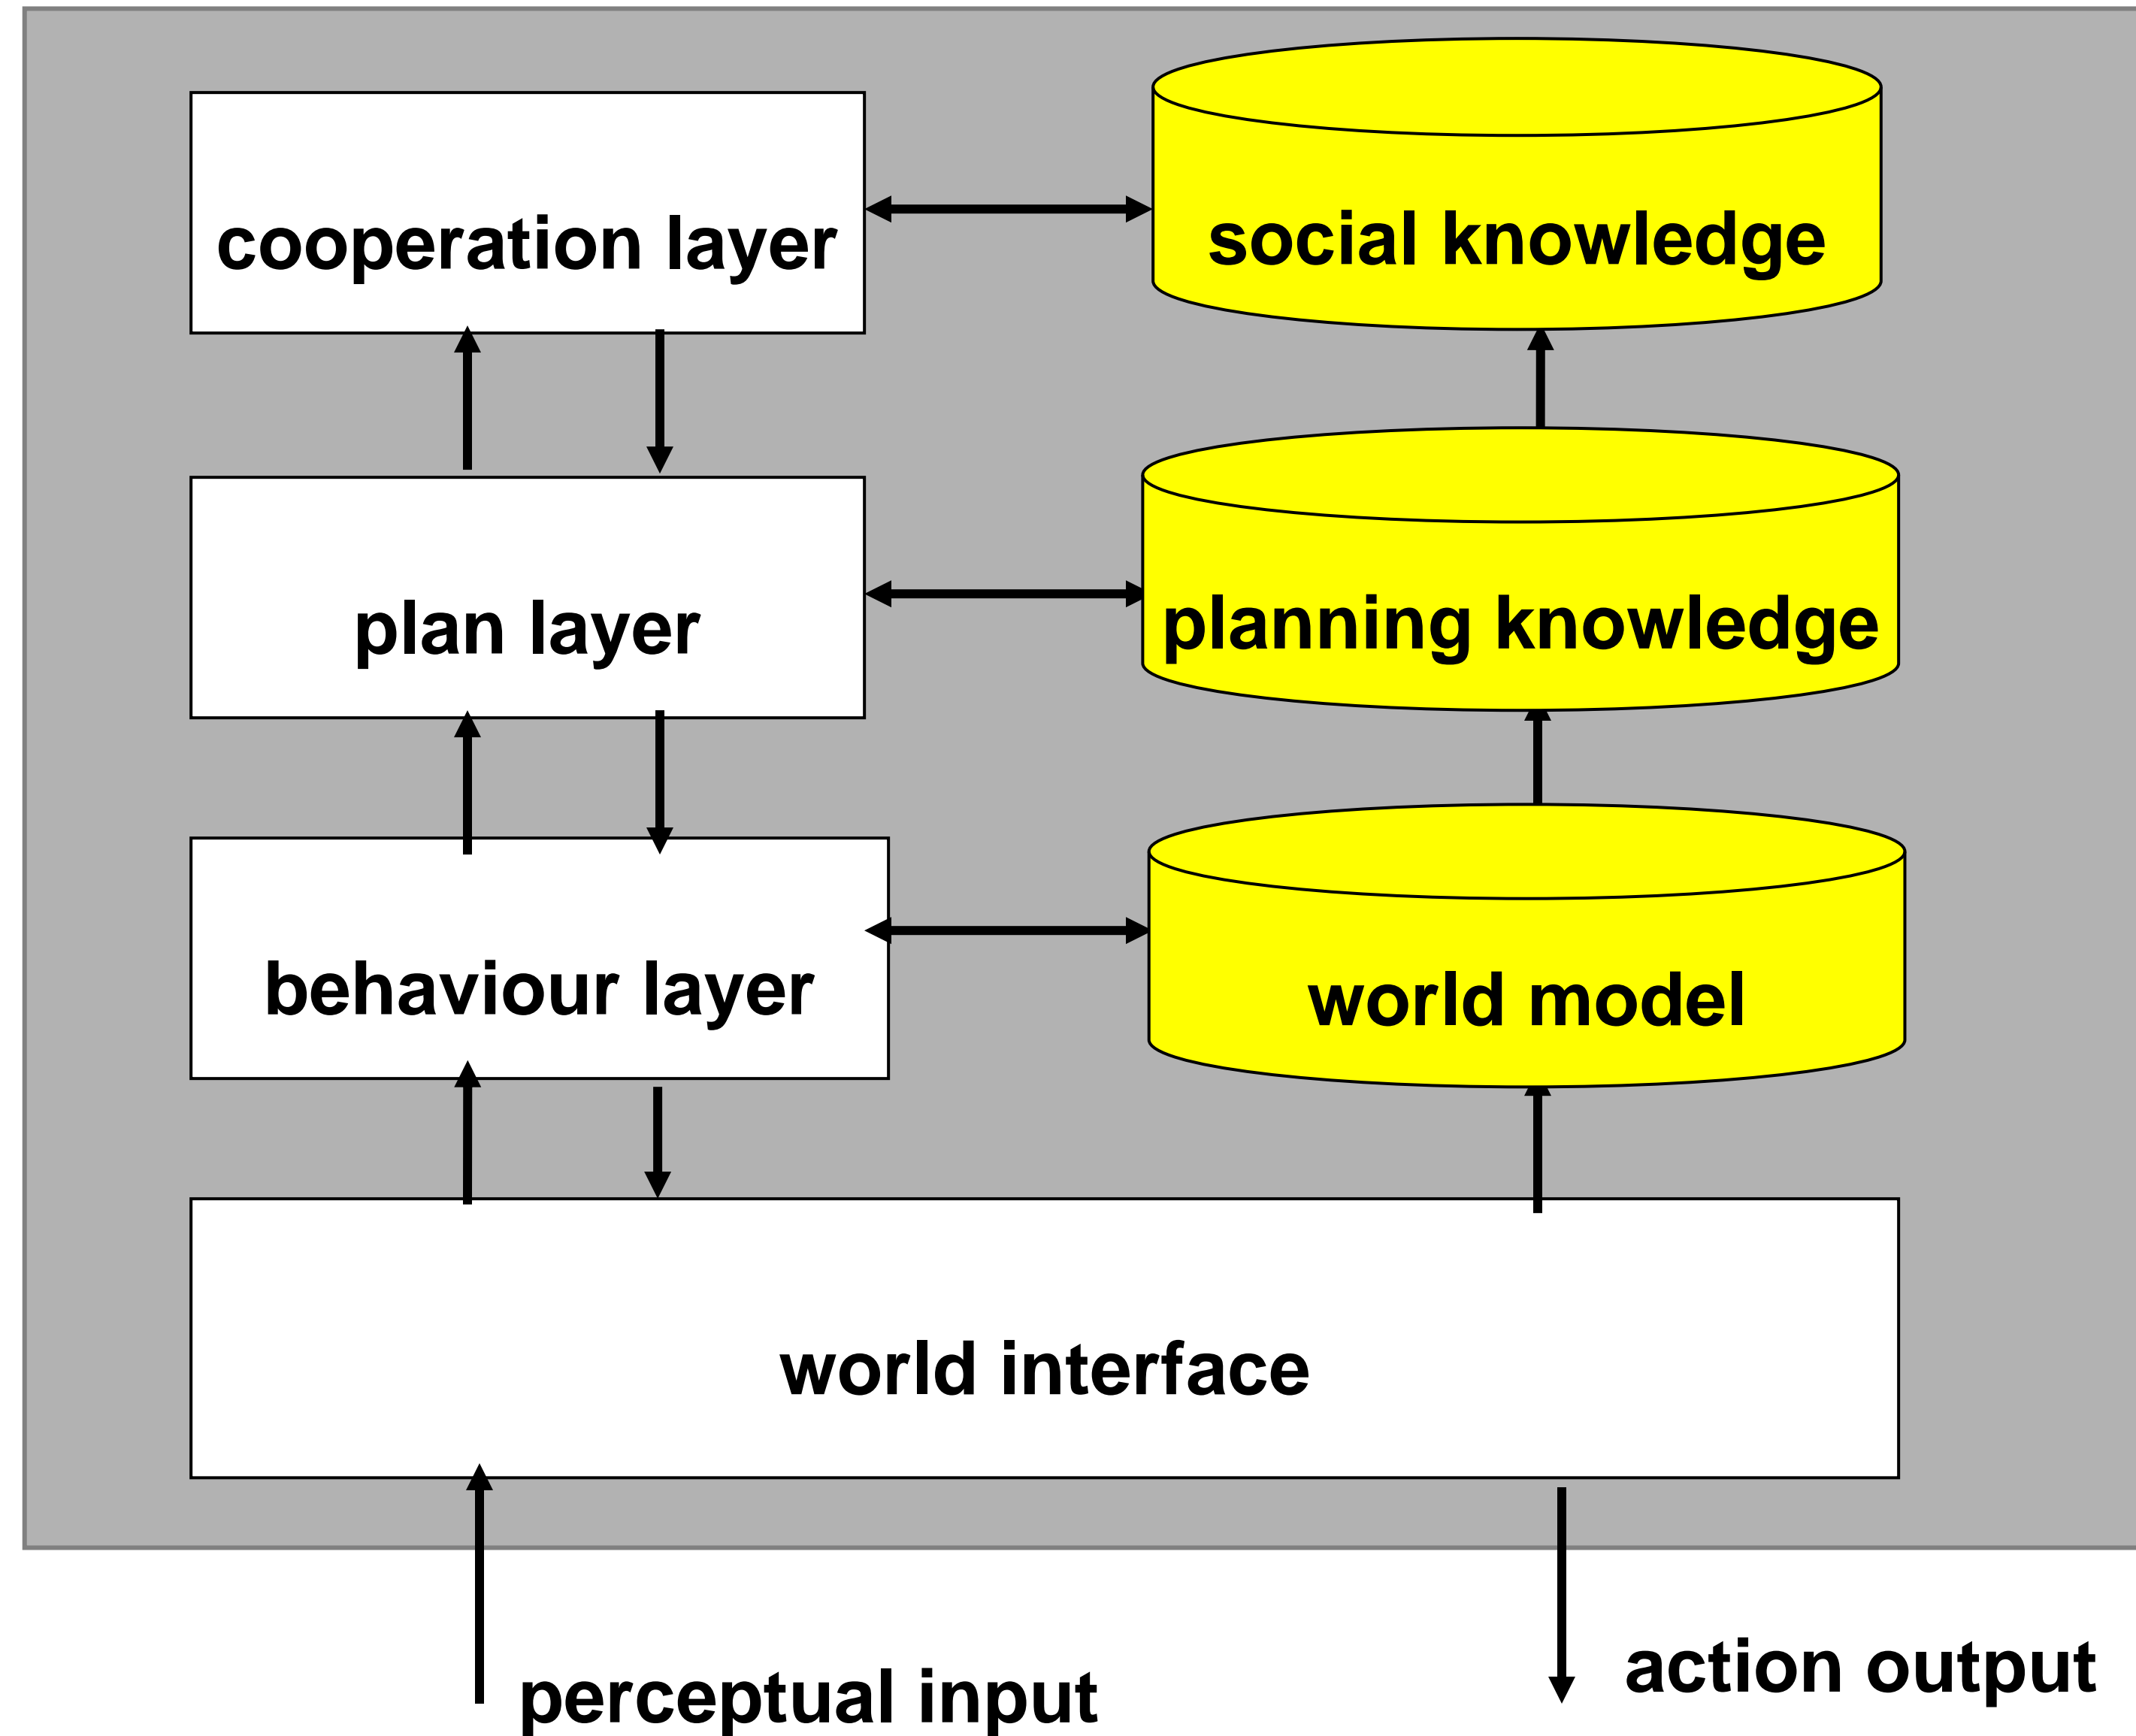 cooperation layer
social knowledge
plan layer
planning knowledge
behaviour layer
world model
world interface
perceptual input
action output